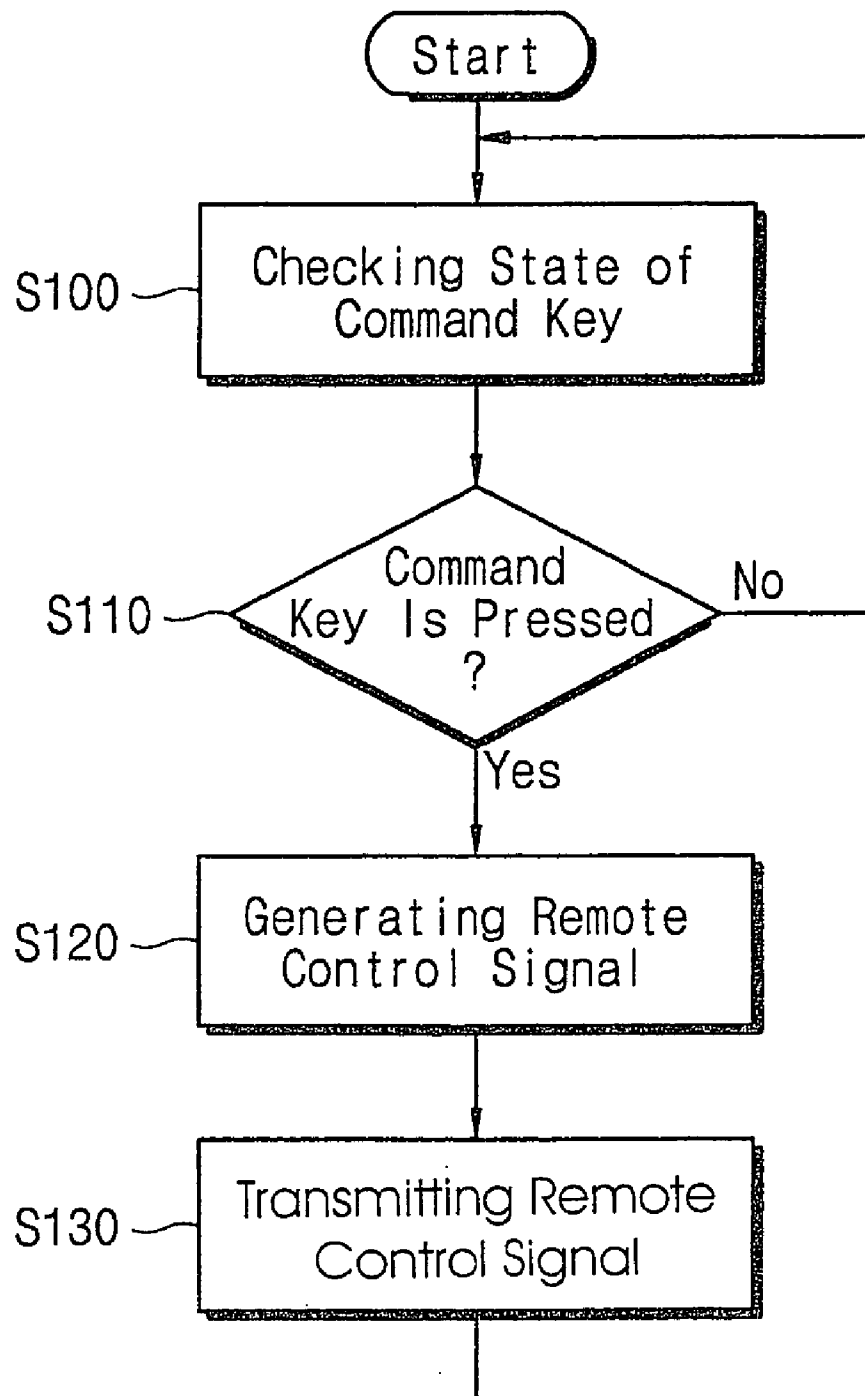 Start
S100
Checking State of
Command Key
S110
Command
Key Is Pressed
?
No
Yes
S120
Generating Remote
Control Signal
S130
Transmitting Remote
Control Signal